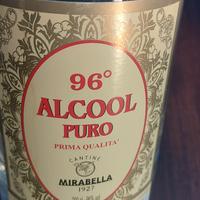 96°
ALCOOL
PURO
PRIMA QUALITA'
CANTINE
MIRABELLA
1927